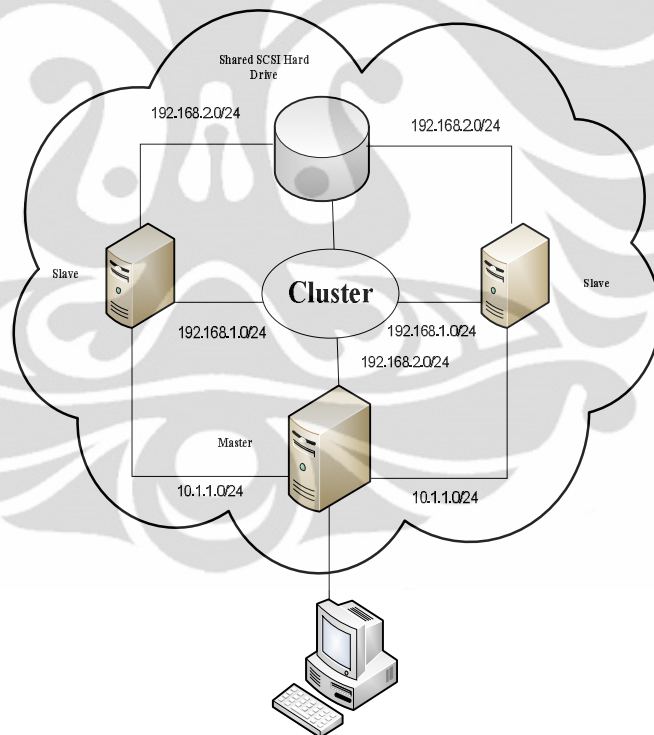 Shared SCSI Hard
Drive
192.168.2.0/24
192.168.2.0/24
Slave
Slave
Cluster
192.168.1.0/24
192.168.1.0/24
192.168.2.0/24
Master
10.1.1.0/24
10.1.1.0/24